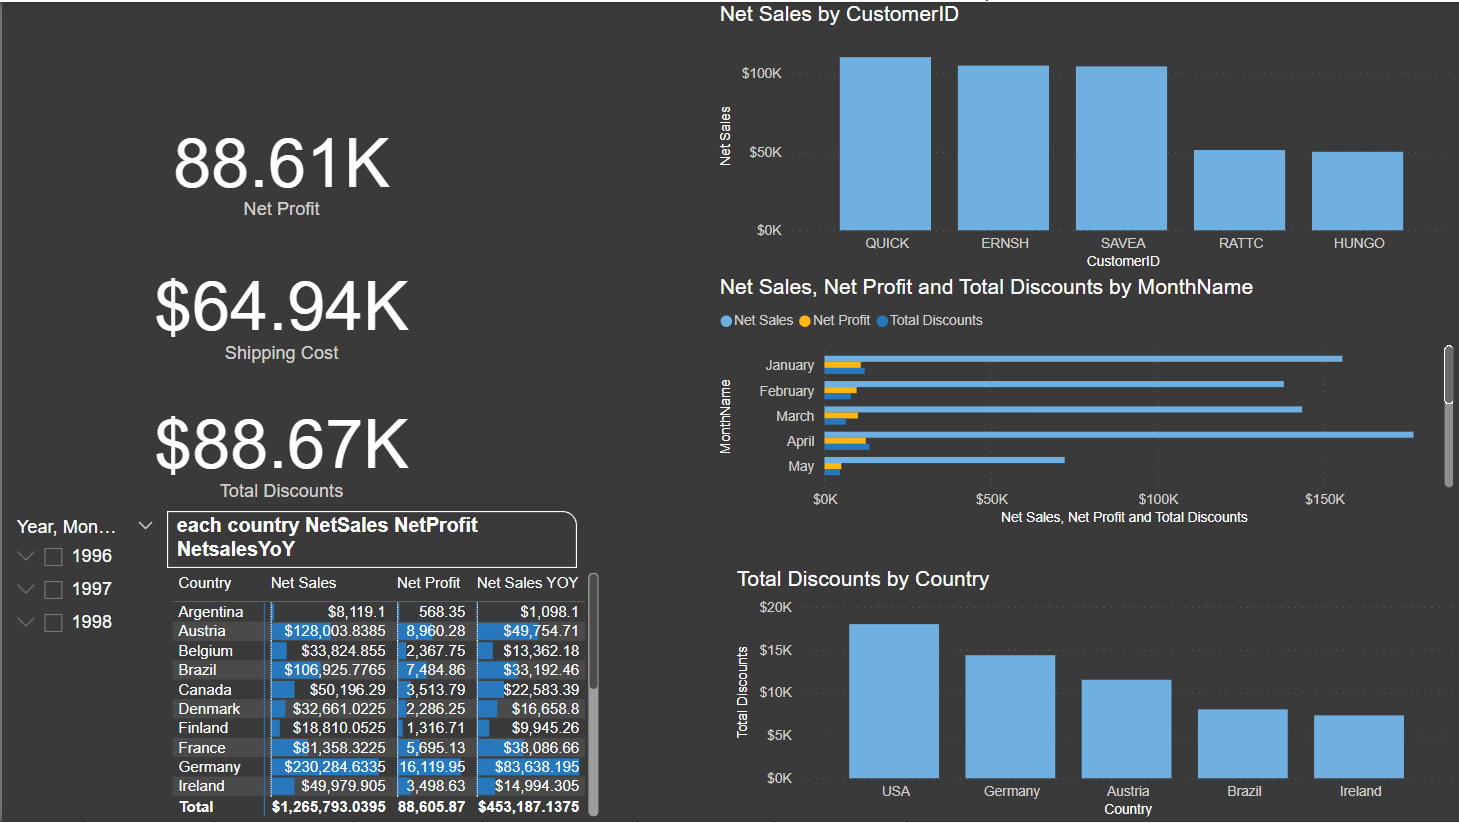 88.61K
Net Profit
$64.94K
Shipping Cost
$88.67K
Total Discounts
Year, Mon...
1996
1997
1998
each country NetSales NetProfit
NetsalesYoY
Country Net Sales Net Profit Net Sales YOY
Argentina $8,119.1 568.35 $1,098.1
Austria $128,003.8385 8,960.28 $49,754.71
Belgium $33,824.855 2,367.75 $13,362.18
Brazil $106,925.7765 7,484.86 $33,192.46
Canada $50,196.29 3,513.79 $22,583.39
Denmark $32,661.0225 2,286.25 $16,658.8
Finland $18,810.0525 1,316.71 $9,945.26
France $81,358.3225 5,695.13 $38,086.66
Germany $230,284.6335 16,119.95 $83,638.195
Ireland $49,979.905 3,498.63 $14,994.305
Total $1,265,793.0395 88,605.87 $453,187.1375
Net Sales by CustomerID
Net Sales
$100K
$50K
$0K
QUICK ERNSH SAVEA RATTC HUNGO
CustomerID
Net Sales, Net Profit and Total Discounts by MonthName
Net Sales Net Profit Total Discounts
MonthName
January
February
March
April
May
$0K $50K $100K $150K
Net Sales, Net Profit and Total Discounts
Total Discounts by Country
Total Discounts
$20K
$15K
$10K
$5K
$0K
USA Germany Austria Brazil Ireland
Country